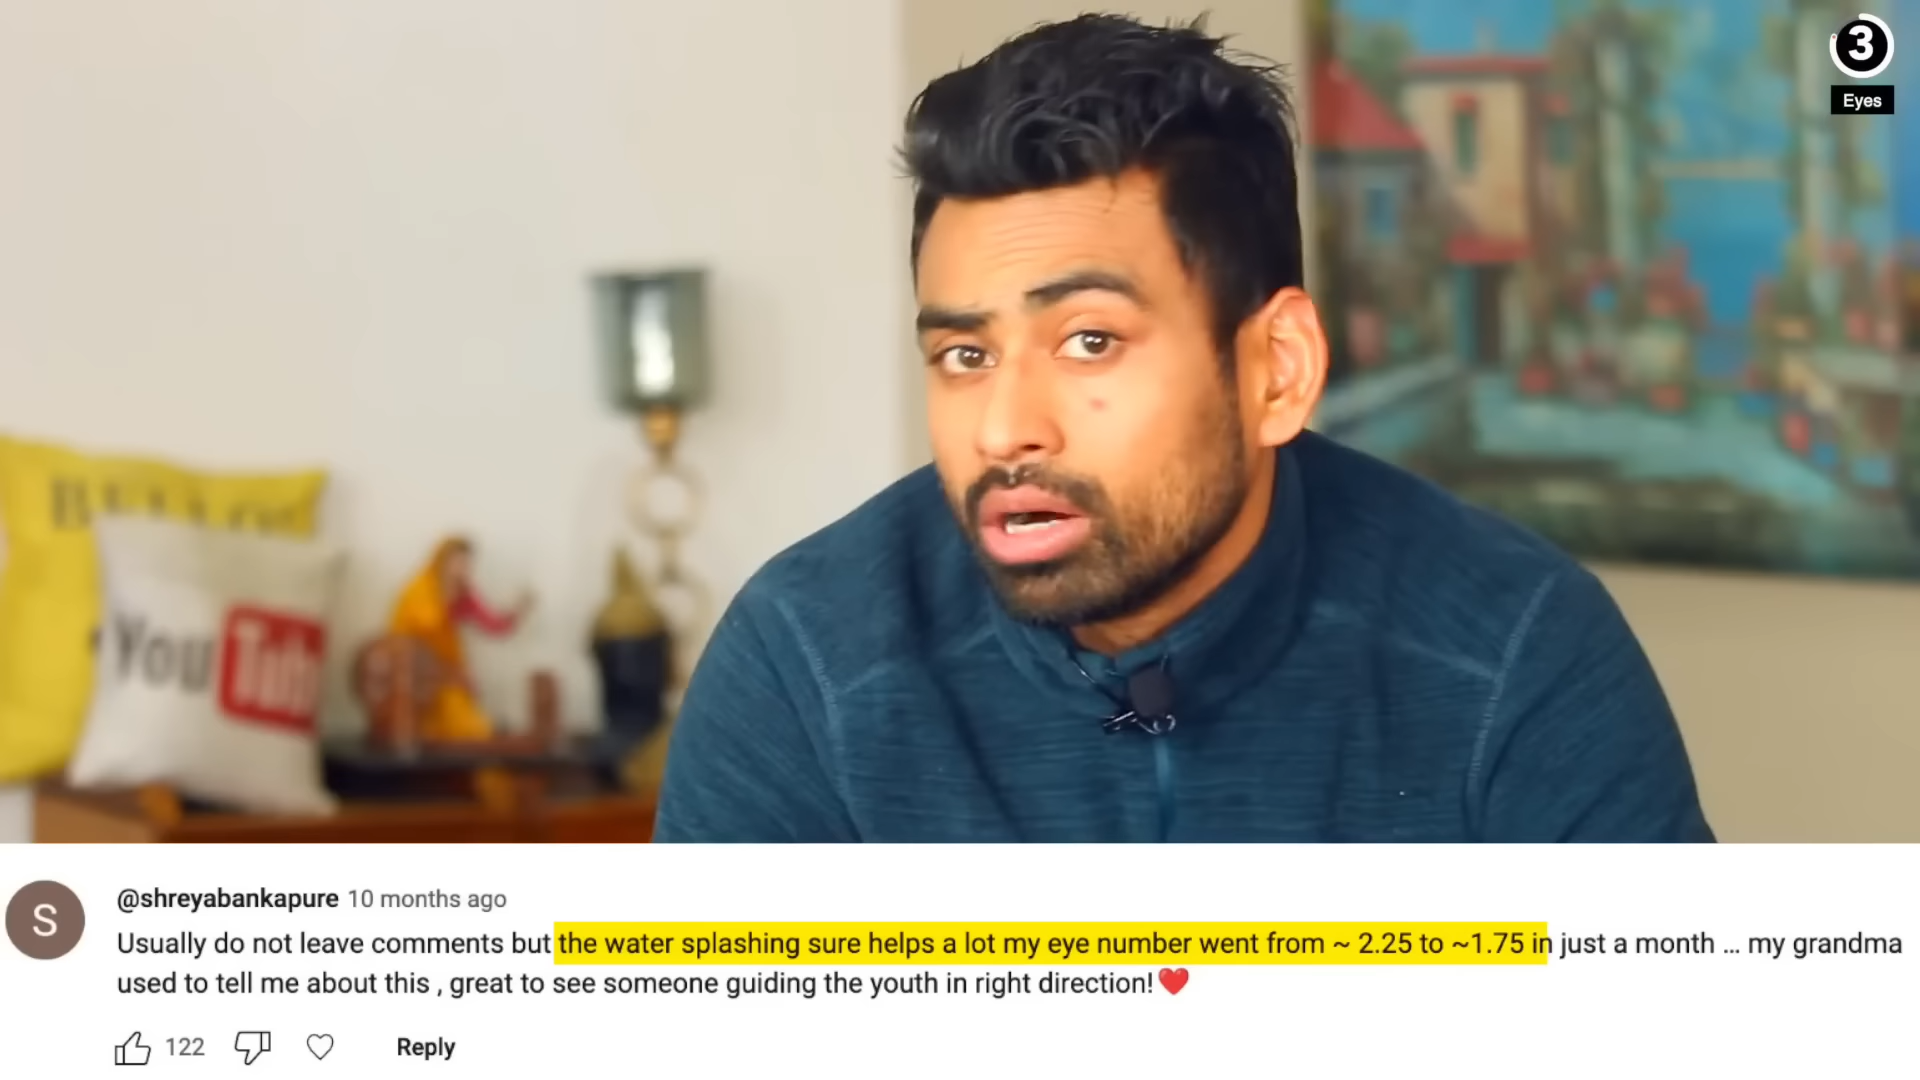 3
Eyes
YouTub
S
@shreyabankapure 10 months ago
Usually do not leave comments but the water splashing sure helps a lot my eye number went from ~ 2.25 to ~1.75 in just a month ... my grandma
used to tell me about this , great to see someone guiding the youth in right direction!❤️
122
Reply